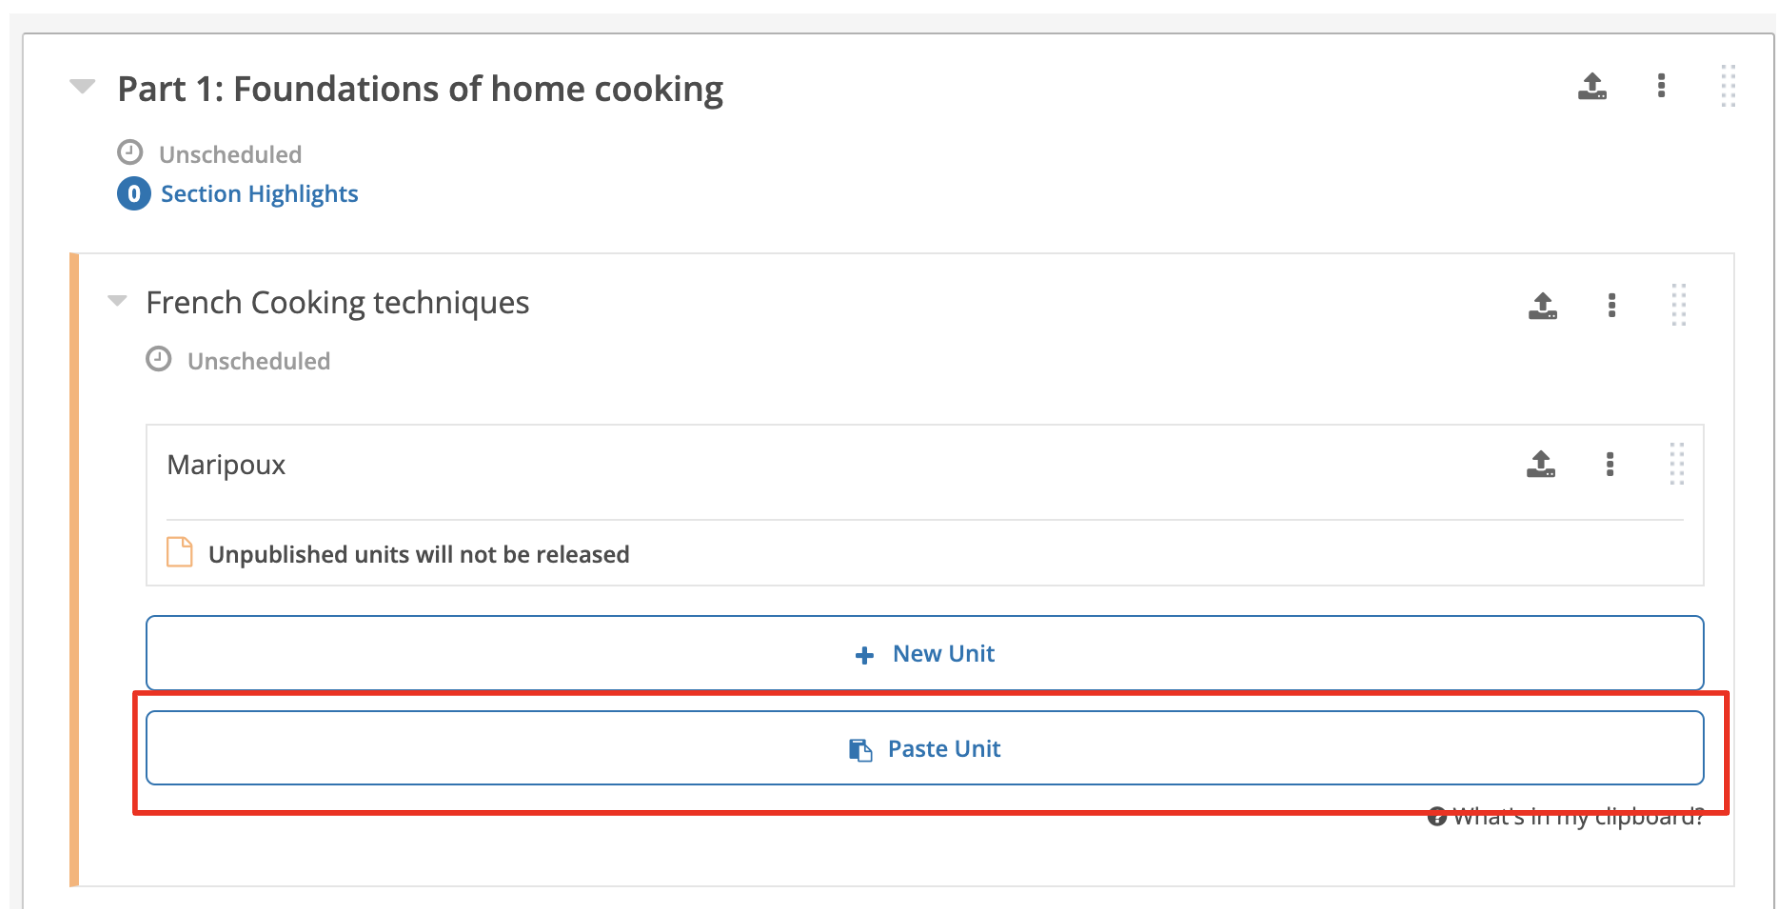 Part 1: Foundations of home cooking
Unscheduled
0 Section Highlights
French Cooking techniques
Unscheduled
Maripoux
Unpublished units will not be released
New Unit
Paste Unit
What's in my clipboard?